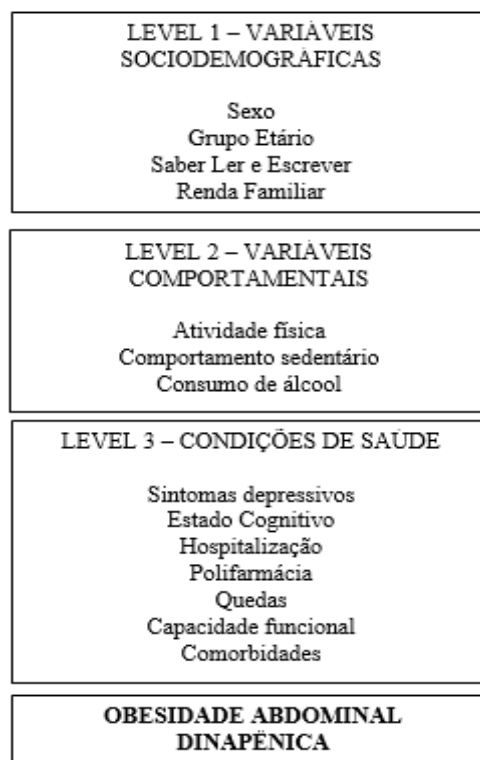 LEVEL 1 – VARIÁVEIS
SOCIODEMOGRÁFICAS
Sexo
Grupo Etário
Saber Ler e Escrever
Renda Familiar
LEVEL 2 – VARIÁVEIS
COMPORTAMENTAIS
Atividade física
Comportamento sedentário
Consumo de álcool
LEVEL 3 – CONDIÇÕES DE SAÚDE
Sintomas depressivos
Estado Cognitivo
Hospitalização
Polifarmácia
Quedas
Capacidade funcional
Comorbidades
OBESIDADE ABDOMINAL
DINAPÊNICA